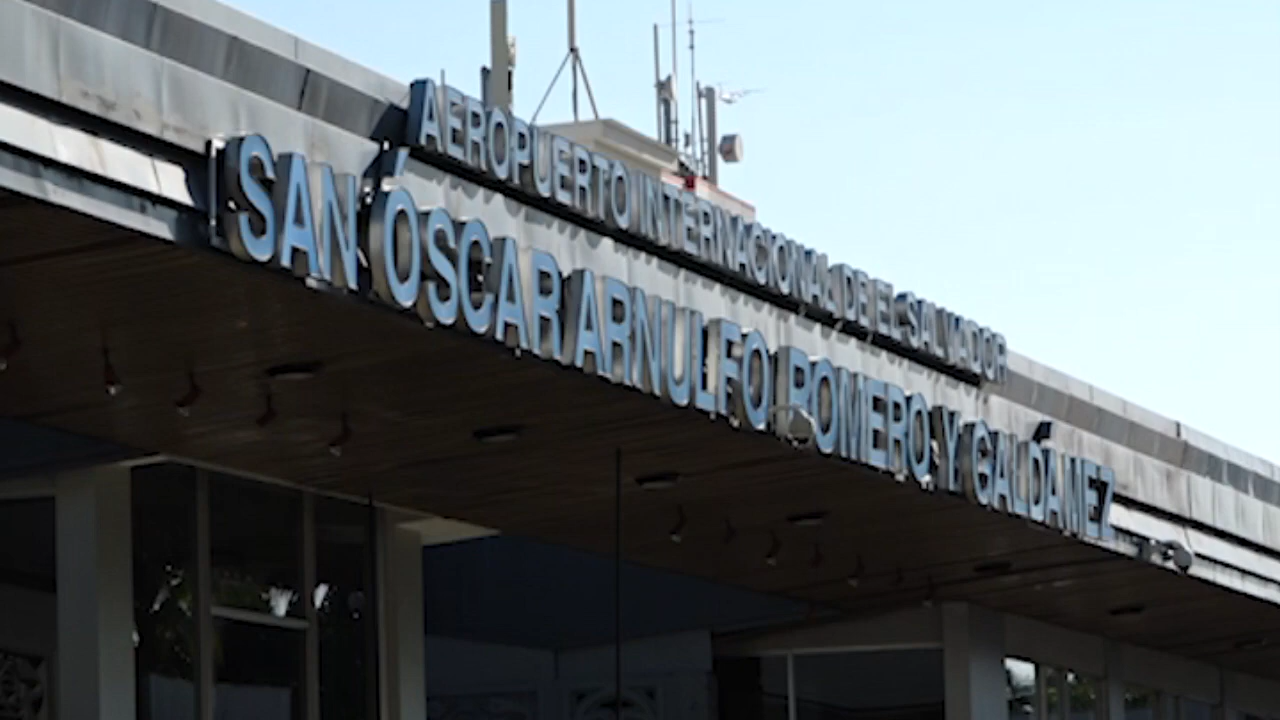 AEROPUERTO INTERNACIONAL DE EL SALVADOR
SAN ÓSCAR ARNULFO ROMERO Y GALDÁMEZ